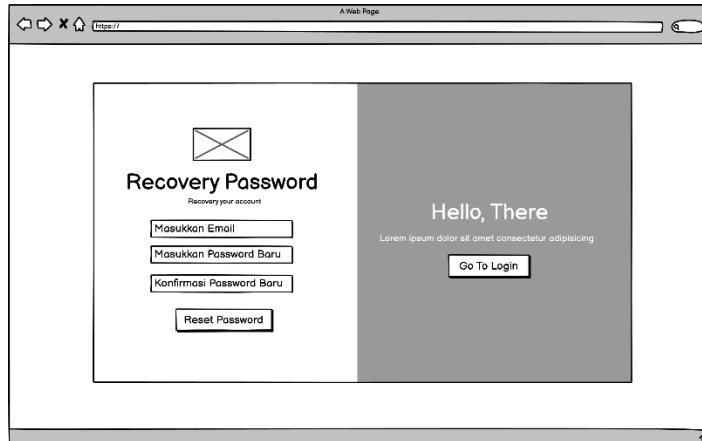 A Web Page
https://
Recovery Password
Recovery your account
Masukkan Email
Masukkan Password Baru
Konfirmasi Password Baru
Reset Password
Hello, There
Lorem ipsum dolor sit amet consectetur adipisicing
Go To Login